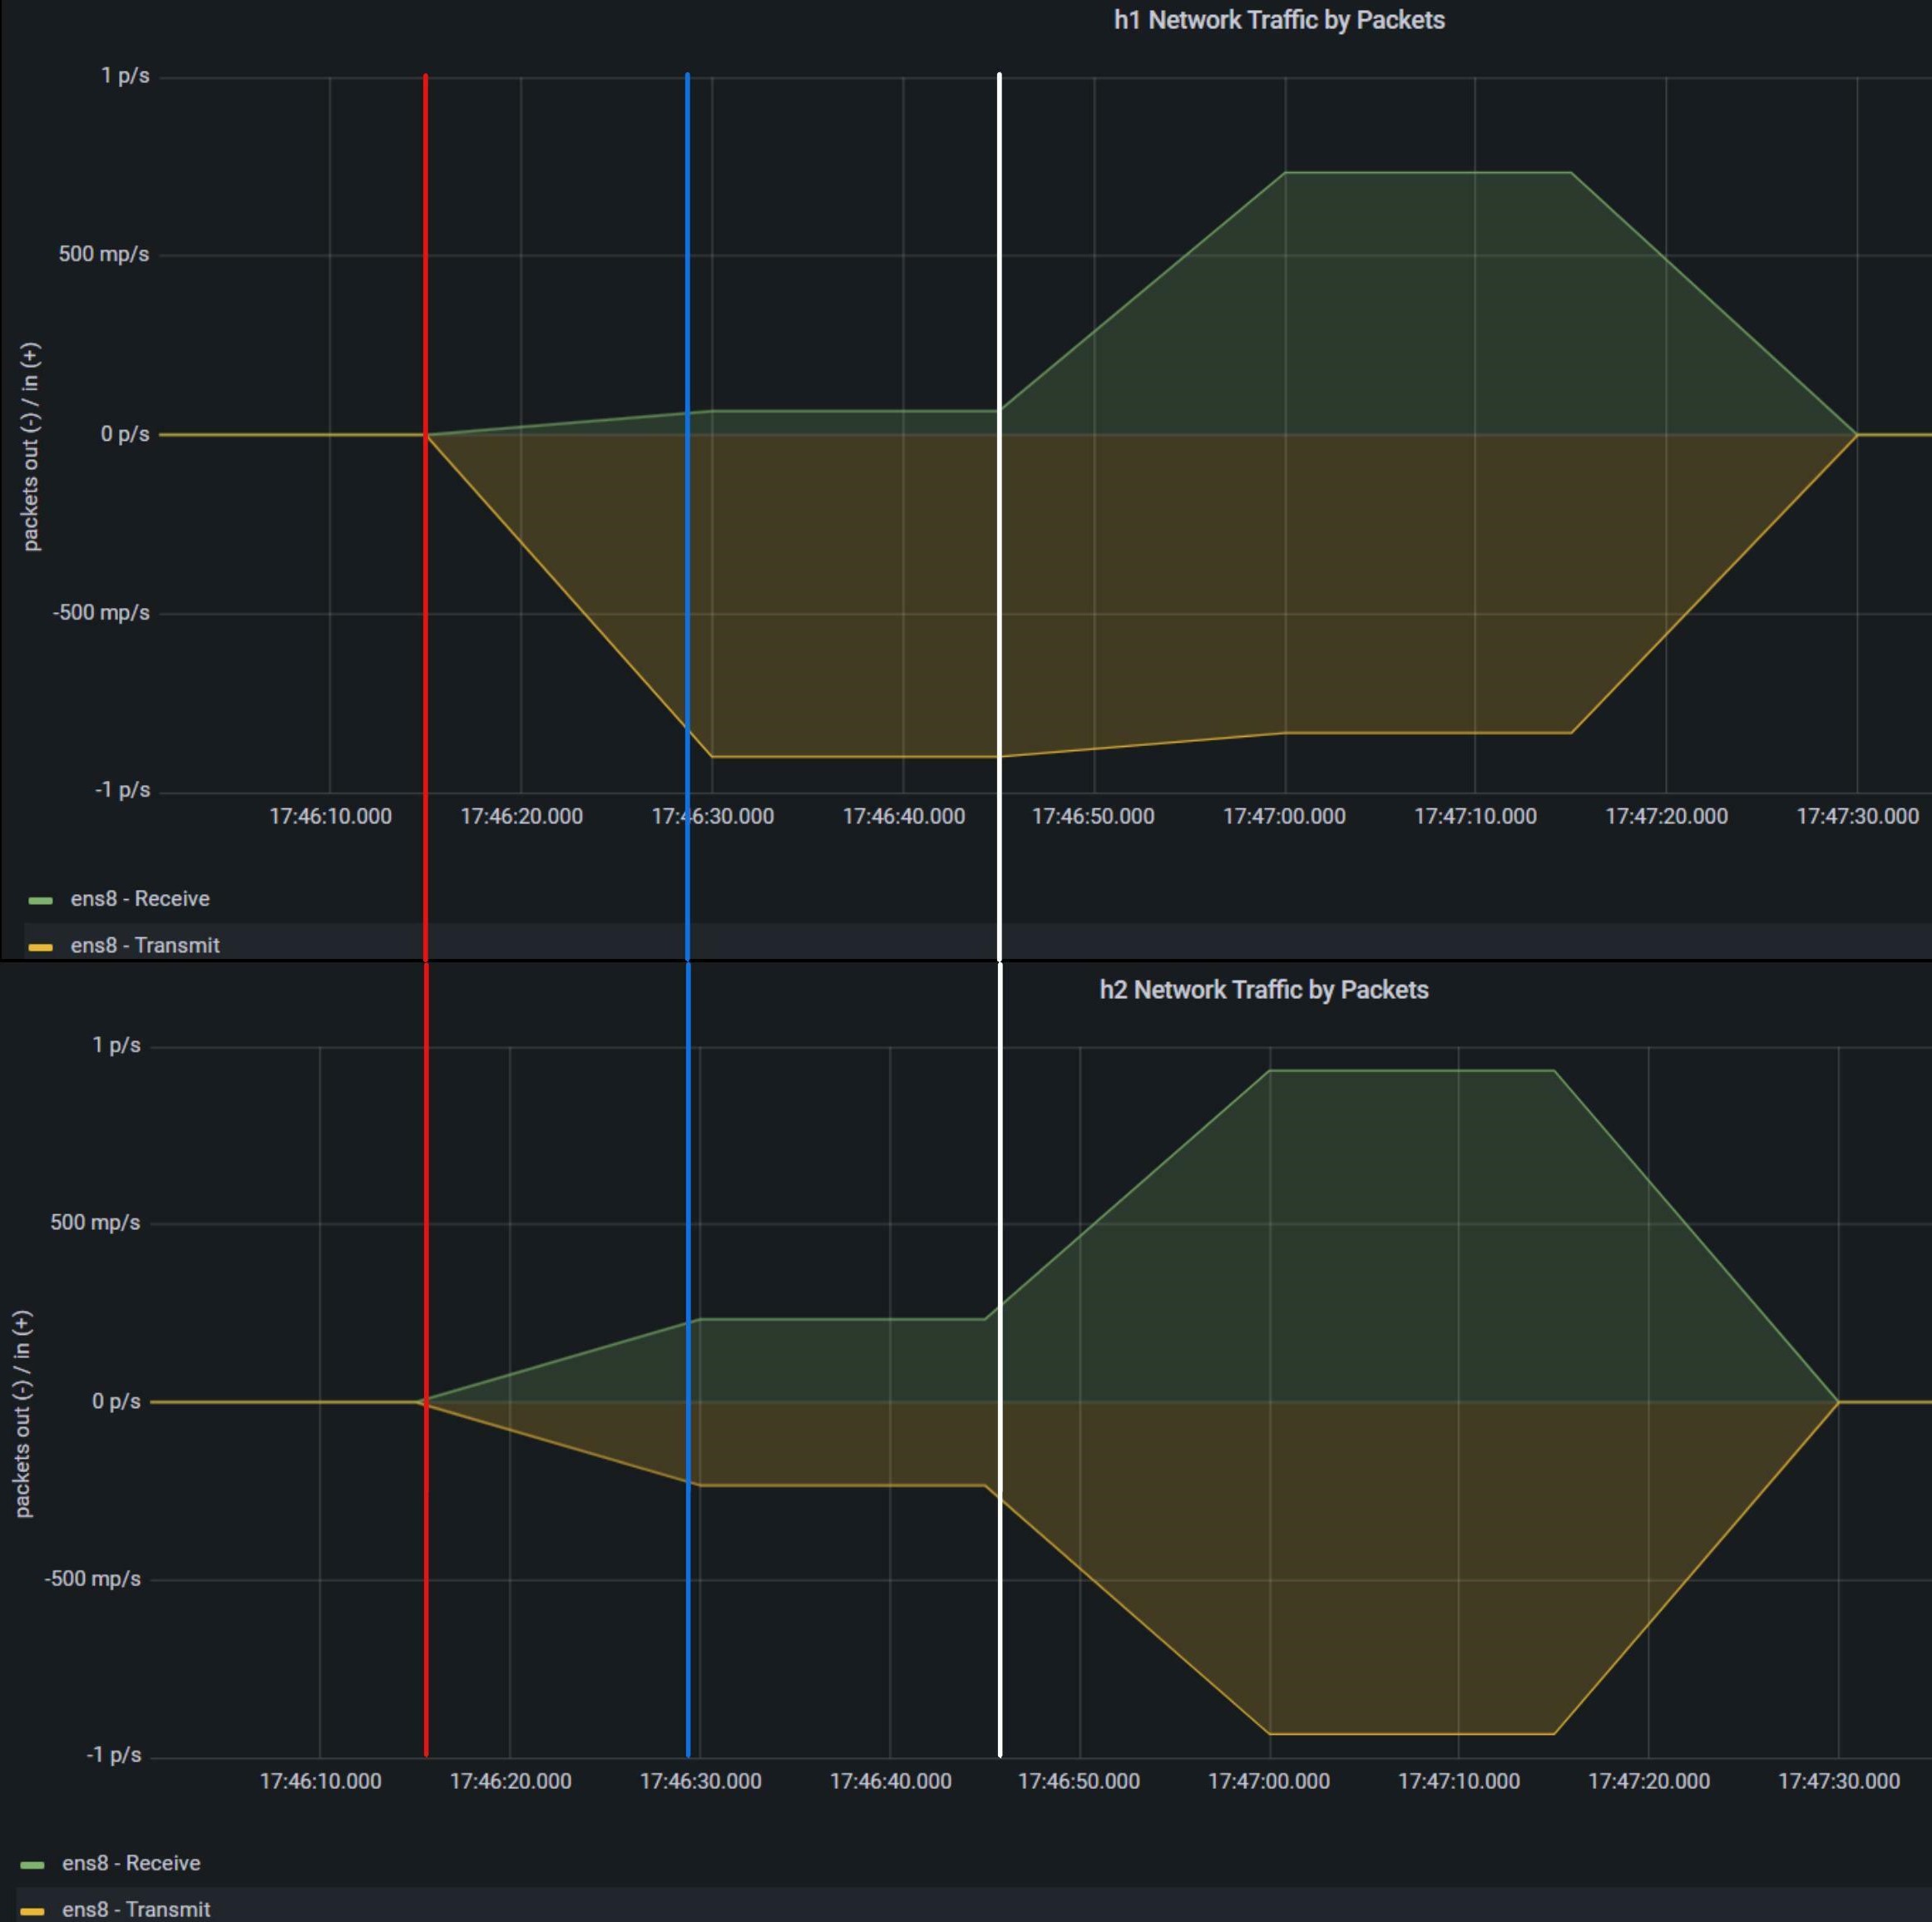 h1 Network Traffic by Packets
1 p/s
500 mp/s
0 p/s
-500 mp/s
-1 p/s
packets out (-) / in (+)
17:46:10.000 17:46:20.000 17:46:30.000 17:46:40.000 17:46:50.000 17:47:00.000 17:47:10.000 17:47:20.000 17:47:30.000
ens8 - Receive
ens8 - Transmit
h2 Network Traffic by Packets
1 p/s
500 mp/s
0 p/s
-500 mp/s
-1 p/s
packets out (-) / in (+)
17:46:10.000 17:46:20.000 17:46:30.000 17:46:40.000 17:46:50.000 17:47:00.000 17:47:10.000 17:47:20.000 17:47:30.000
ens8 - Receive
ens8 - Transmit